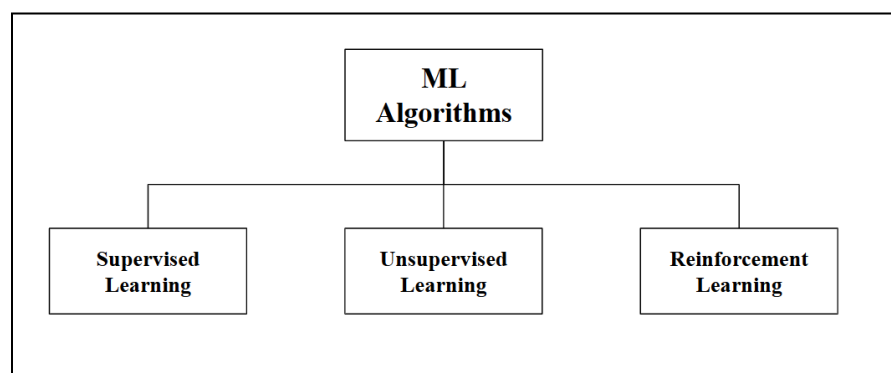 ML
Algorithms
Supervised
Learning
Unsupervised
Learning
Reinforcement
Learning